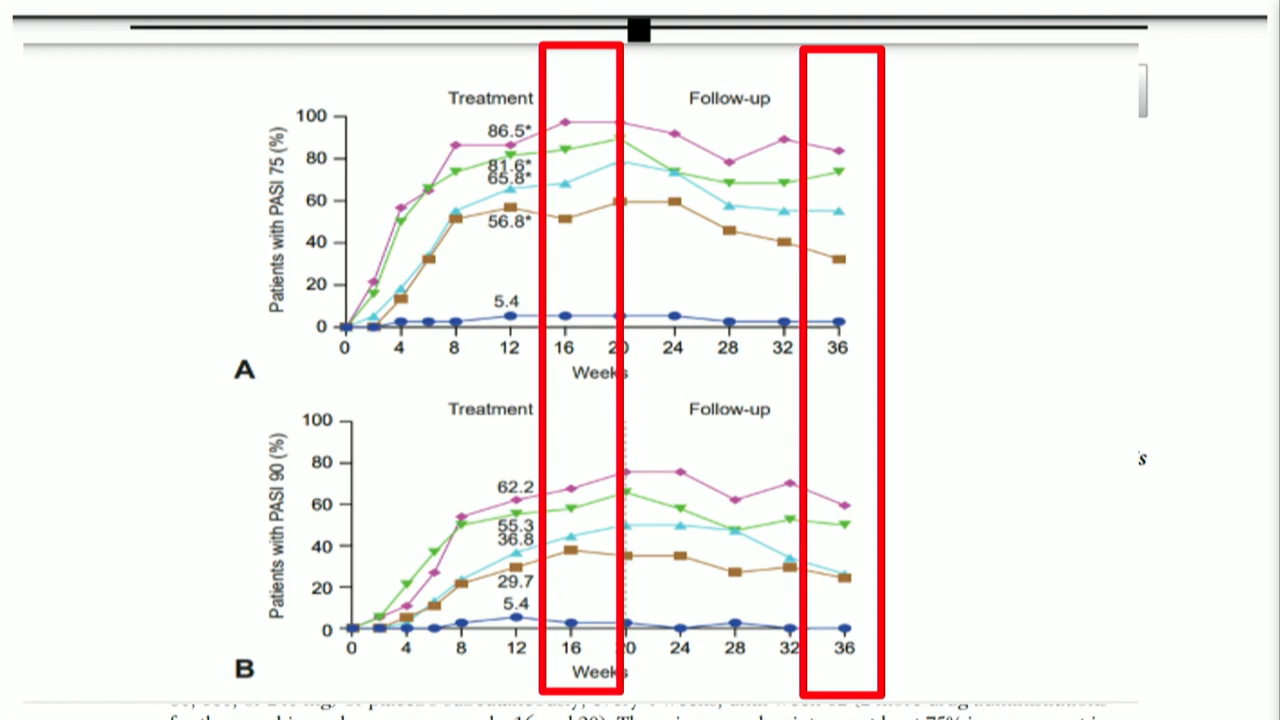 Treatment Follow-up
Patients with PASI 75 (%)
100
80
60
40
20
0
86.5*
81.6*
65.8*
56.8*
5.4
0 4 8 12 16 20 24 28 32 36
Weeks
A
Treatment Follow-up
Patients with PASI 90 (%)
100
80
60
40
20
0
62.2
55.3
36.8
29.7
5.4
0 4 8 12 16 20 24 28 32 36
Weeks
B
's